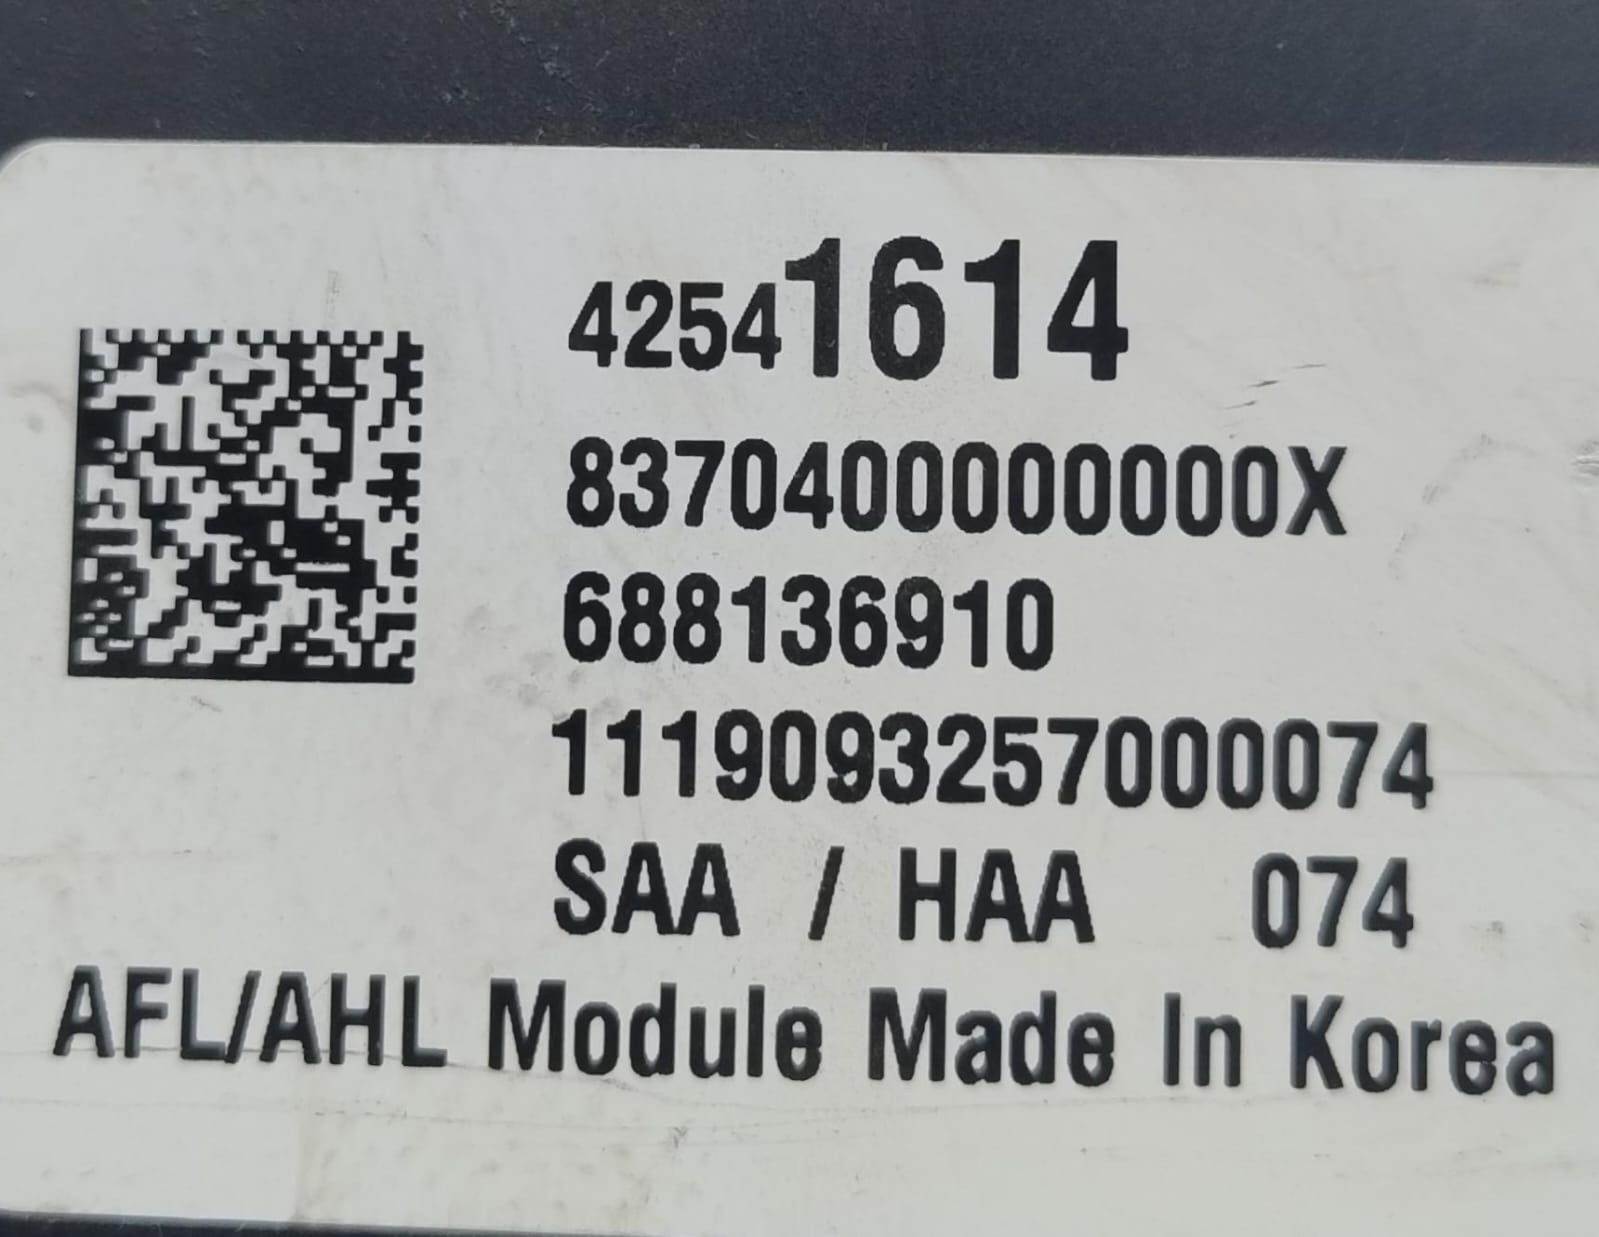 42541614
83704000000000X
688136910
1119093257000074
SAA / HAA 074
AFL/AHL Module Made In Korea